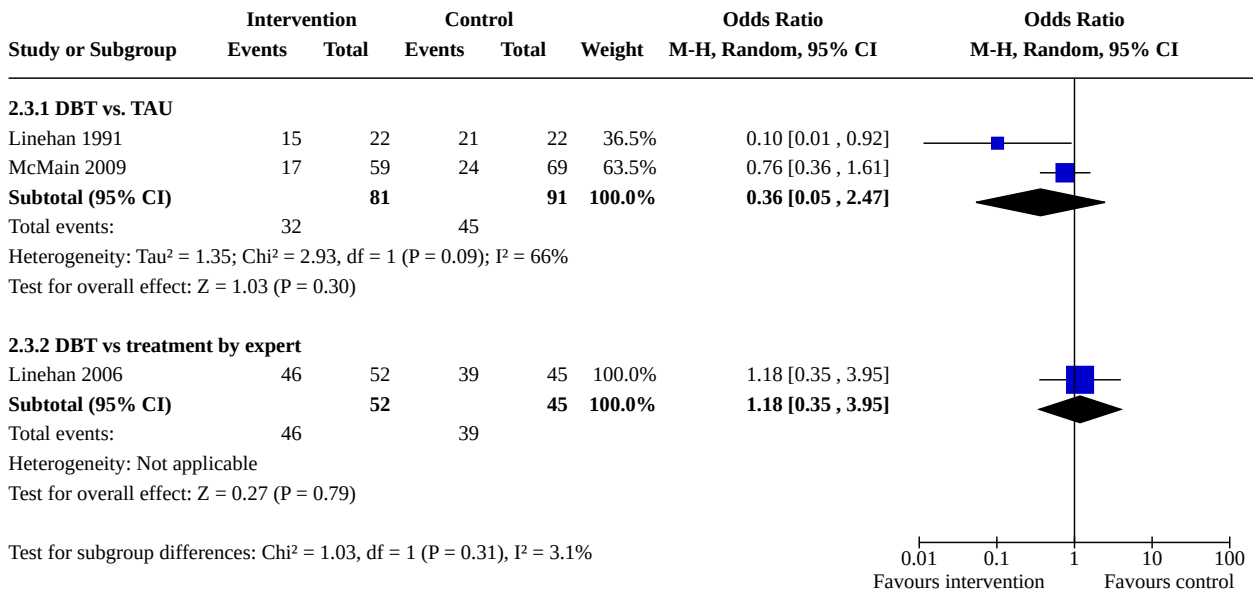 Intervention Control Odds Ratio Odds Ratio
Study or Subgroup Events Total Events Total Weight M-H, Random, 95% CI M-H, Random, 95% CI
2.3.1 DBT vs. TAU
Linehan 1991 15 22 21 22 36.5% 0.10 [0.01 , 0.92]
McMain 2009 17 59 24 69 63.5% 0.76 [0.36 , 1.61]
Subtotal (95% CI) 81 91 100.0% 0.36 [0.05 , 2.47]
Total events: 32 45
Heterogeneity: Tau² = 1.35; Chi² = 2.93, df = 1 (P = 0.09); I² = 66%
Test for overall effect: Z = 1.03 (P = 0.30)
2.3.2 DBT vs treatment by expert
Linehan 2006 46 52 39 45 100.0% 1.18 [0.35 , 3.95]
Subtotal (95% CI) 52 45 100.0% 1.18 [0.35 , 3.95]
Total events: 46 39
Heterogeneity: Not applicable
Test for overall effect: Z = 0.27 (P = 0.79)
Test for subgroup differences: Chi² = 1.03, df = 1 (P = 0.31), I² = 3.1%
0.01 0.1 1 10 100
Favours intervention Favours control